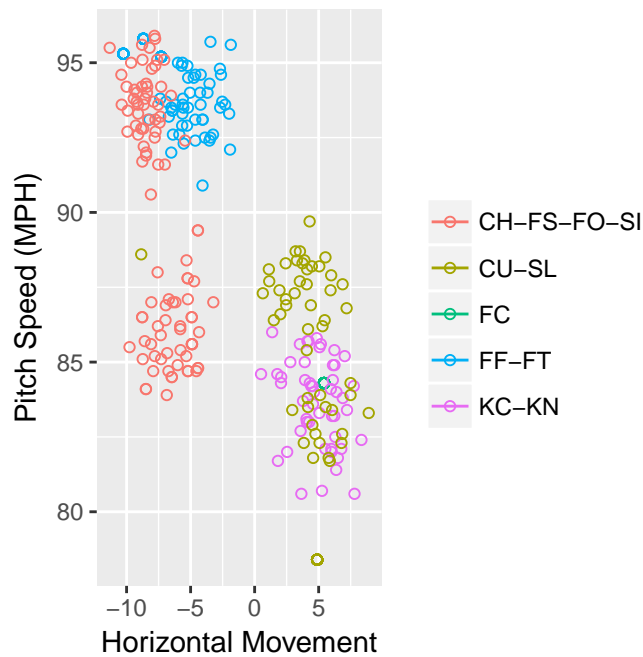 95
90
85
80
Pitch Speed (MPH)
−10 −5 0 5
Horizontal Movement
CH−FS−FO−SI
CU−SL
FC
FF−FT
KC−KN